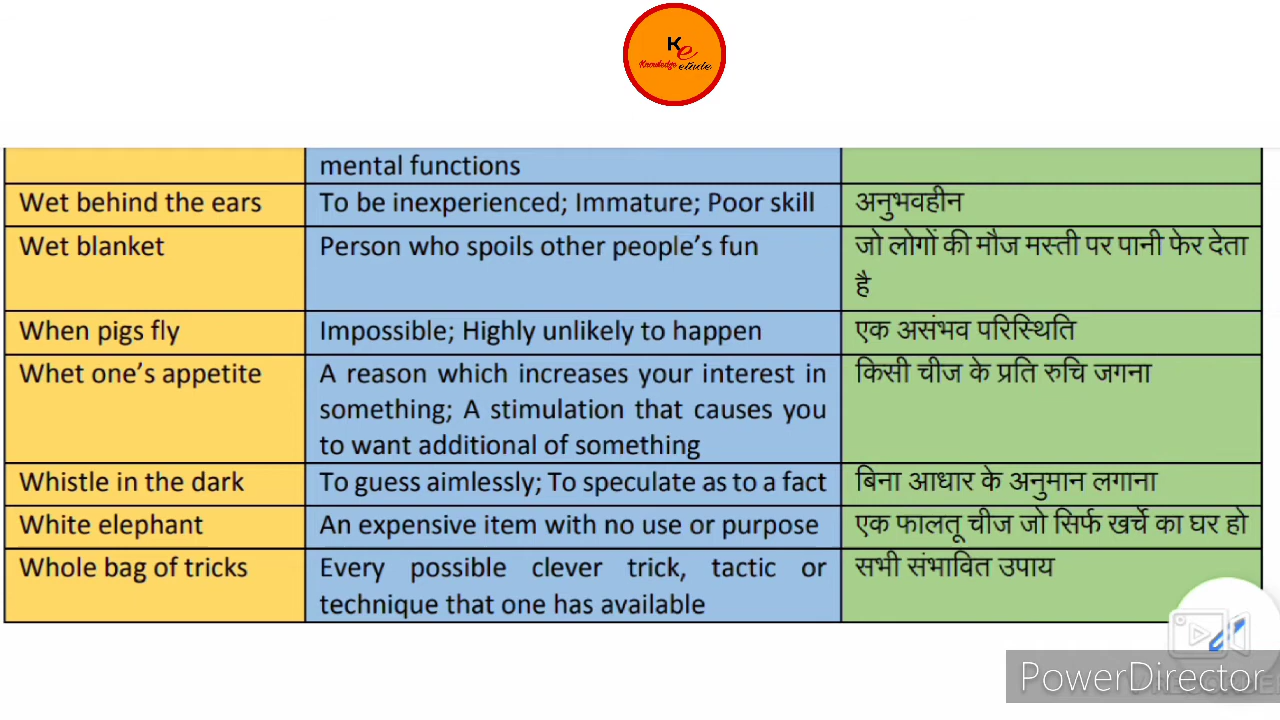 Ke
Knowledge
etude
mental functions
Wet behind the ears
To be inexperienced; Immature; Poor skill
अनुभवहीन
Wet blanket
Person who spoils other people's fun
जो लोगों की मौज मस्ती पर पानी फेर देता
है
When pigs fly
Impossible; Highly unlikely to happen
एक असंभव परिस्थिति
Whet one's appetite
A reason which increases your interest in
something; A stimulation that causes you
to want additional of something
किसी चीज के प्रति रुचि जगना
Whistle in the dark
To guess aimlessly; To speculate as to a fact
बिना आधार के अनुमान लगाना
White elephant
An expensive item with no use or purpose
एक फालतू चीज जो सिर्फ खर्चे का घर हो
Whole bag of tricks
Every possible clever trick, tactic or
technique that one has available
सभी संभावित उपाय
PowerDirector